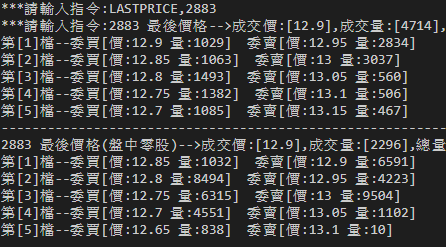 ***請輸入指令:LASTPRICE,2883
***請輸入指令:2883 最後價格-->成交價:[12.9],成交量:[4714],
第[1]檔--委買[價:12.9 量:1029] 委賣[價:12.95 量:2834]
第[2]檔--委買[價:12.85 量:1063] 委賣[價:13 量:3037]
第[3]檔--委買[價:12.8 量:1493] 委賣[價:13.05 量:560]
第[4]檔--委買[價:12.75 量:1382] 委賣[價:13.1 量:506]
第[5]檔--委買[價:12.7 量:1085] 委賣[價:13.15 量:467]
--------------------------------------------------------
2883 最後價格(盤中零股)-->成交價:[12.9],成交量:[2296],總量
第[1]檔--委買[價:12.85 量:1032] 委賣[價:12.9 量:6591]
第[2]檔--委買[價:12.8 量:8494] 委賣[價:12.95 量:4223]
第[3]檔--委買[價:12.75 量:6315] 委賣[價:13 量:9504]
第[4]檔--委買[價:12.7 量:4551] 委賣[價:13.05 量:1102]
第[5]檔--委買[價:12.65 量:838] 委賣[價:13.1 量:10]